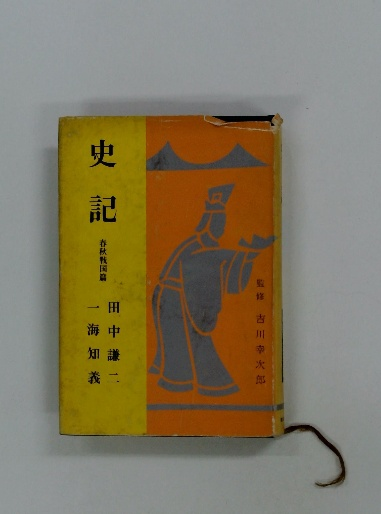 史記
春秋戦国篇
田中謙二
一海知義
監修 吉川幸次郎